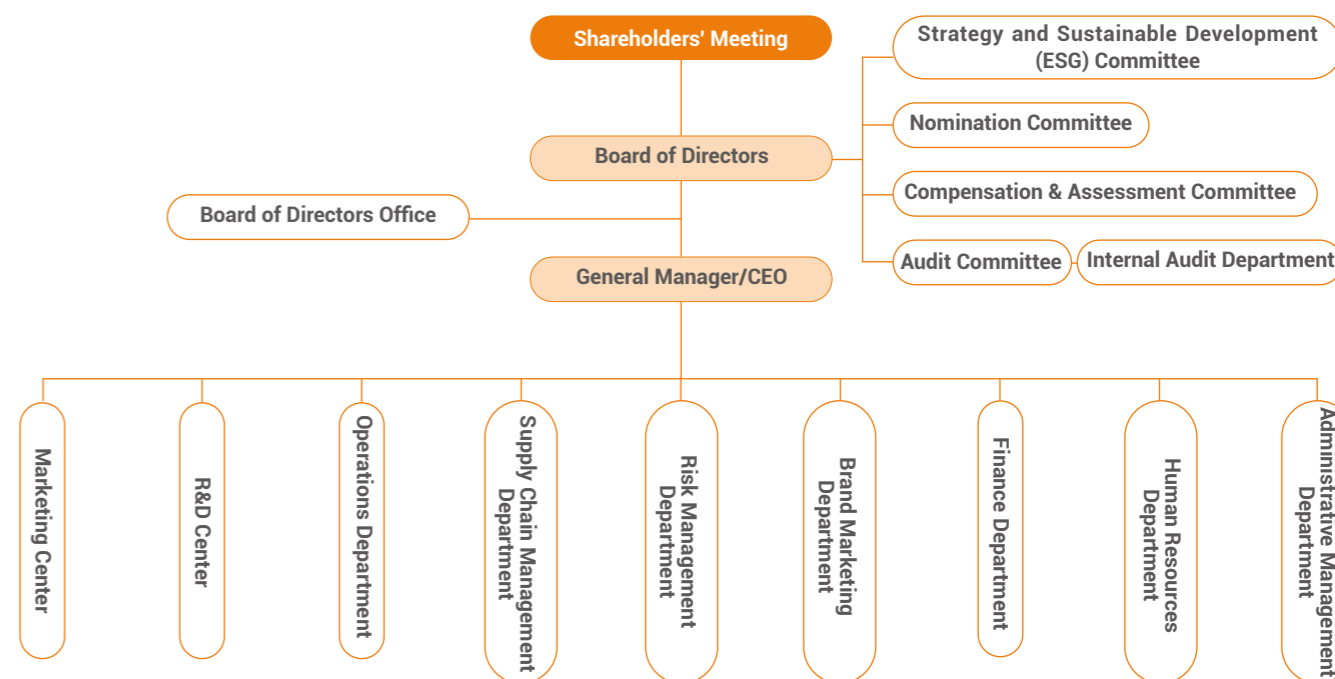 Shareholders' Meeting
Strategy and Sustainable Development
(ESG) Committee
Nomination Committee
Board of Directors
Compensation & Assessment Committee
Board of Directors Office
Audit Committee
Internal Audit Department
General Manager/CEO
Marketing Center
R&D Center
Operations Department
Supply Chain Management
Department
Risk Management
Department
Brand Marketing
Department
Finance Department
Human Resources
Department
Administrative Management
Department